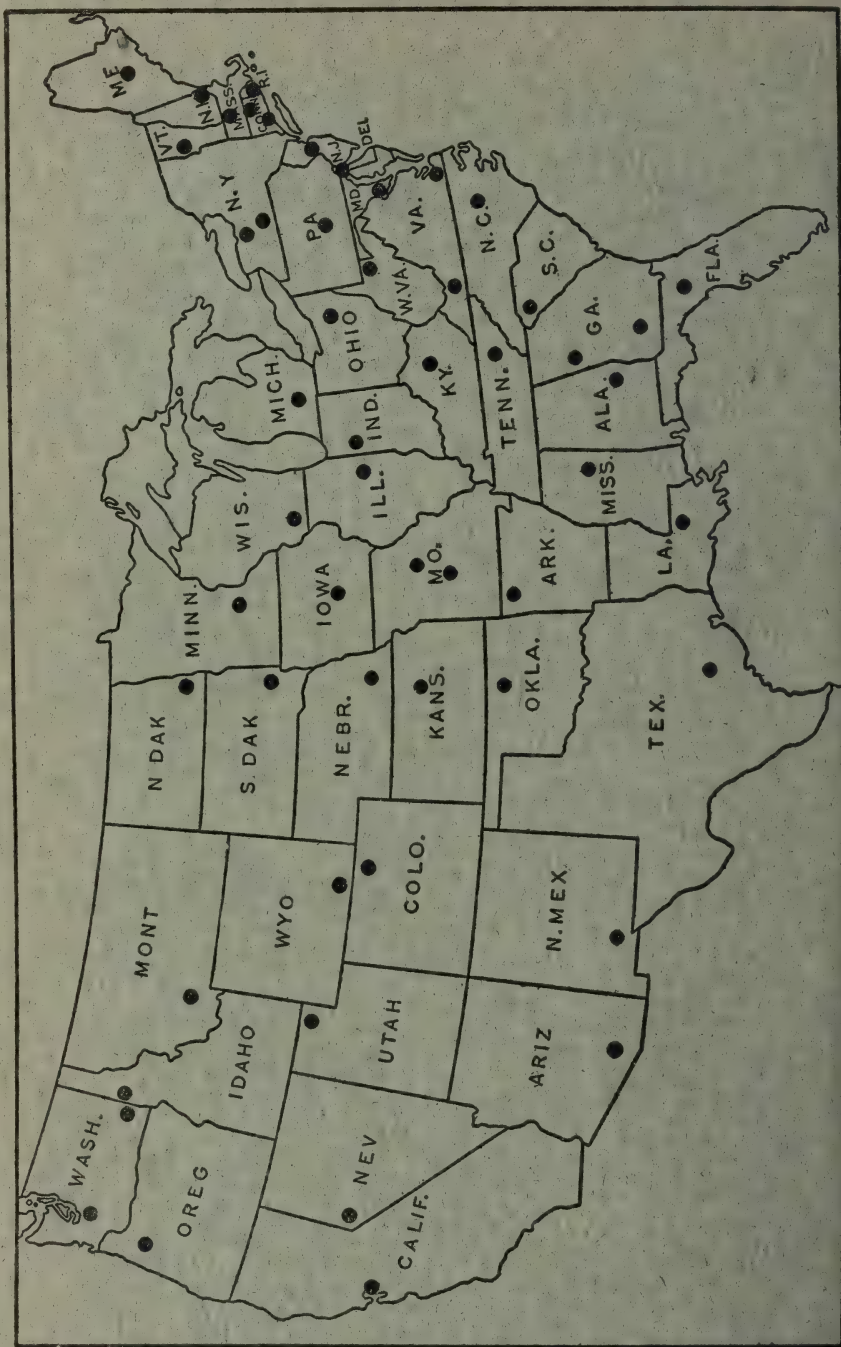 WASH.
OREG
CALIF.
NEV
IDAHO
MONT
WYO
UTAH
ARIZ
COLO.
N.MEX
N DAK
S. DAK
NEBR.
KANS.
OKLA.
TEX.
MINN.
IOWA
MO.
ARK.
LA.
WIS.
ILL.
MISS.
MICH.
IND.
KY.
TENN.
ALA.
OHIO
W.VA.
GA.
FLA.
S.C.
N.C.
VA.
MD.
DEL
PA
N.J.
N.Y
VT.
N.H
MASS.
CONN
R.I.
ME